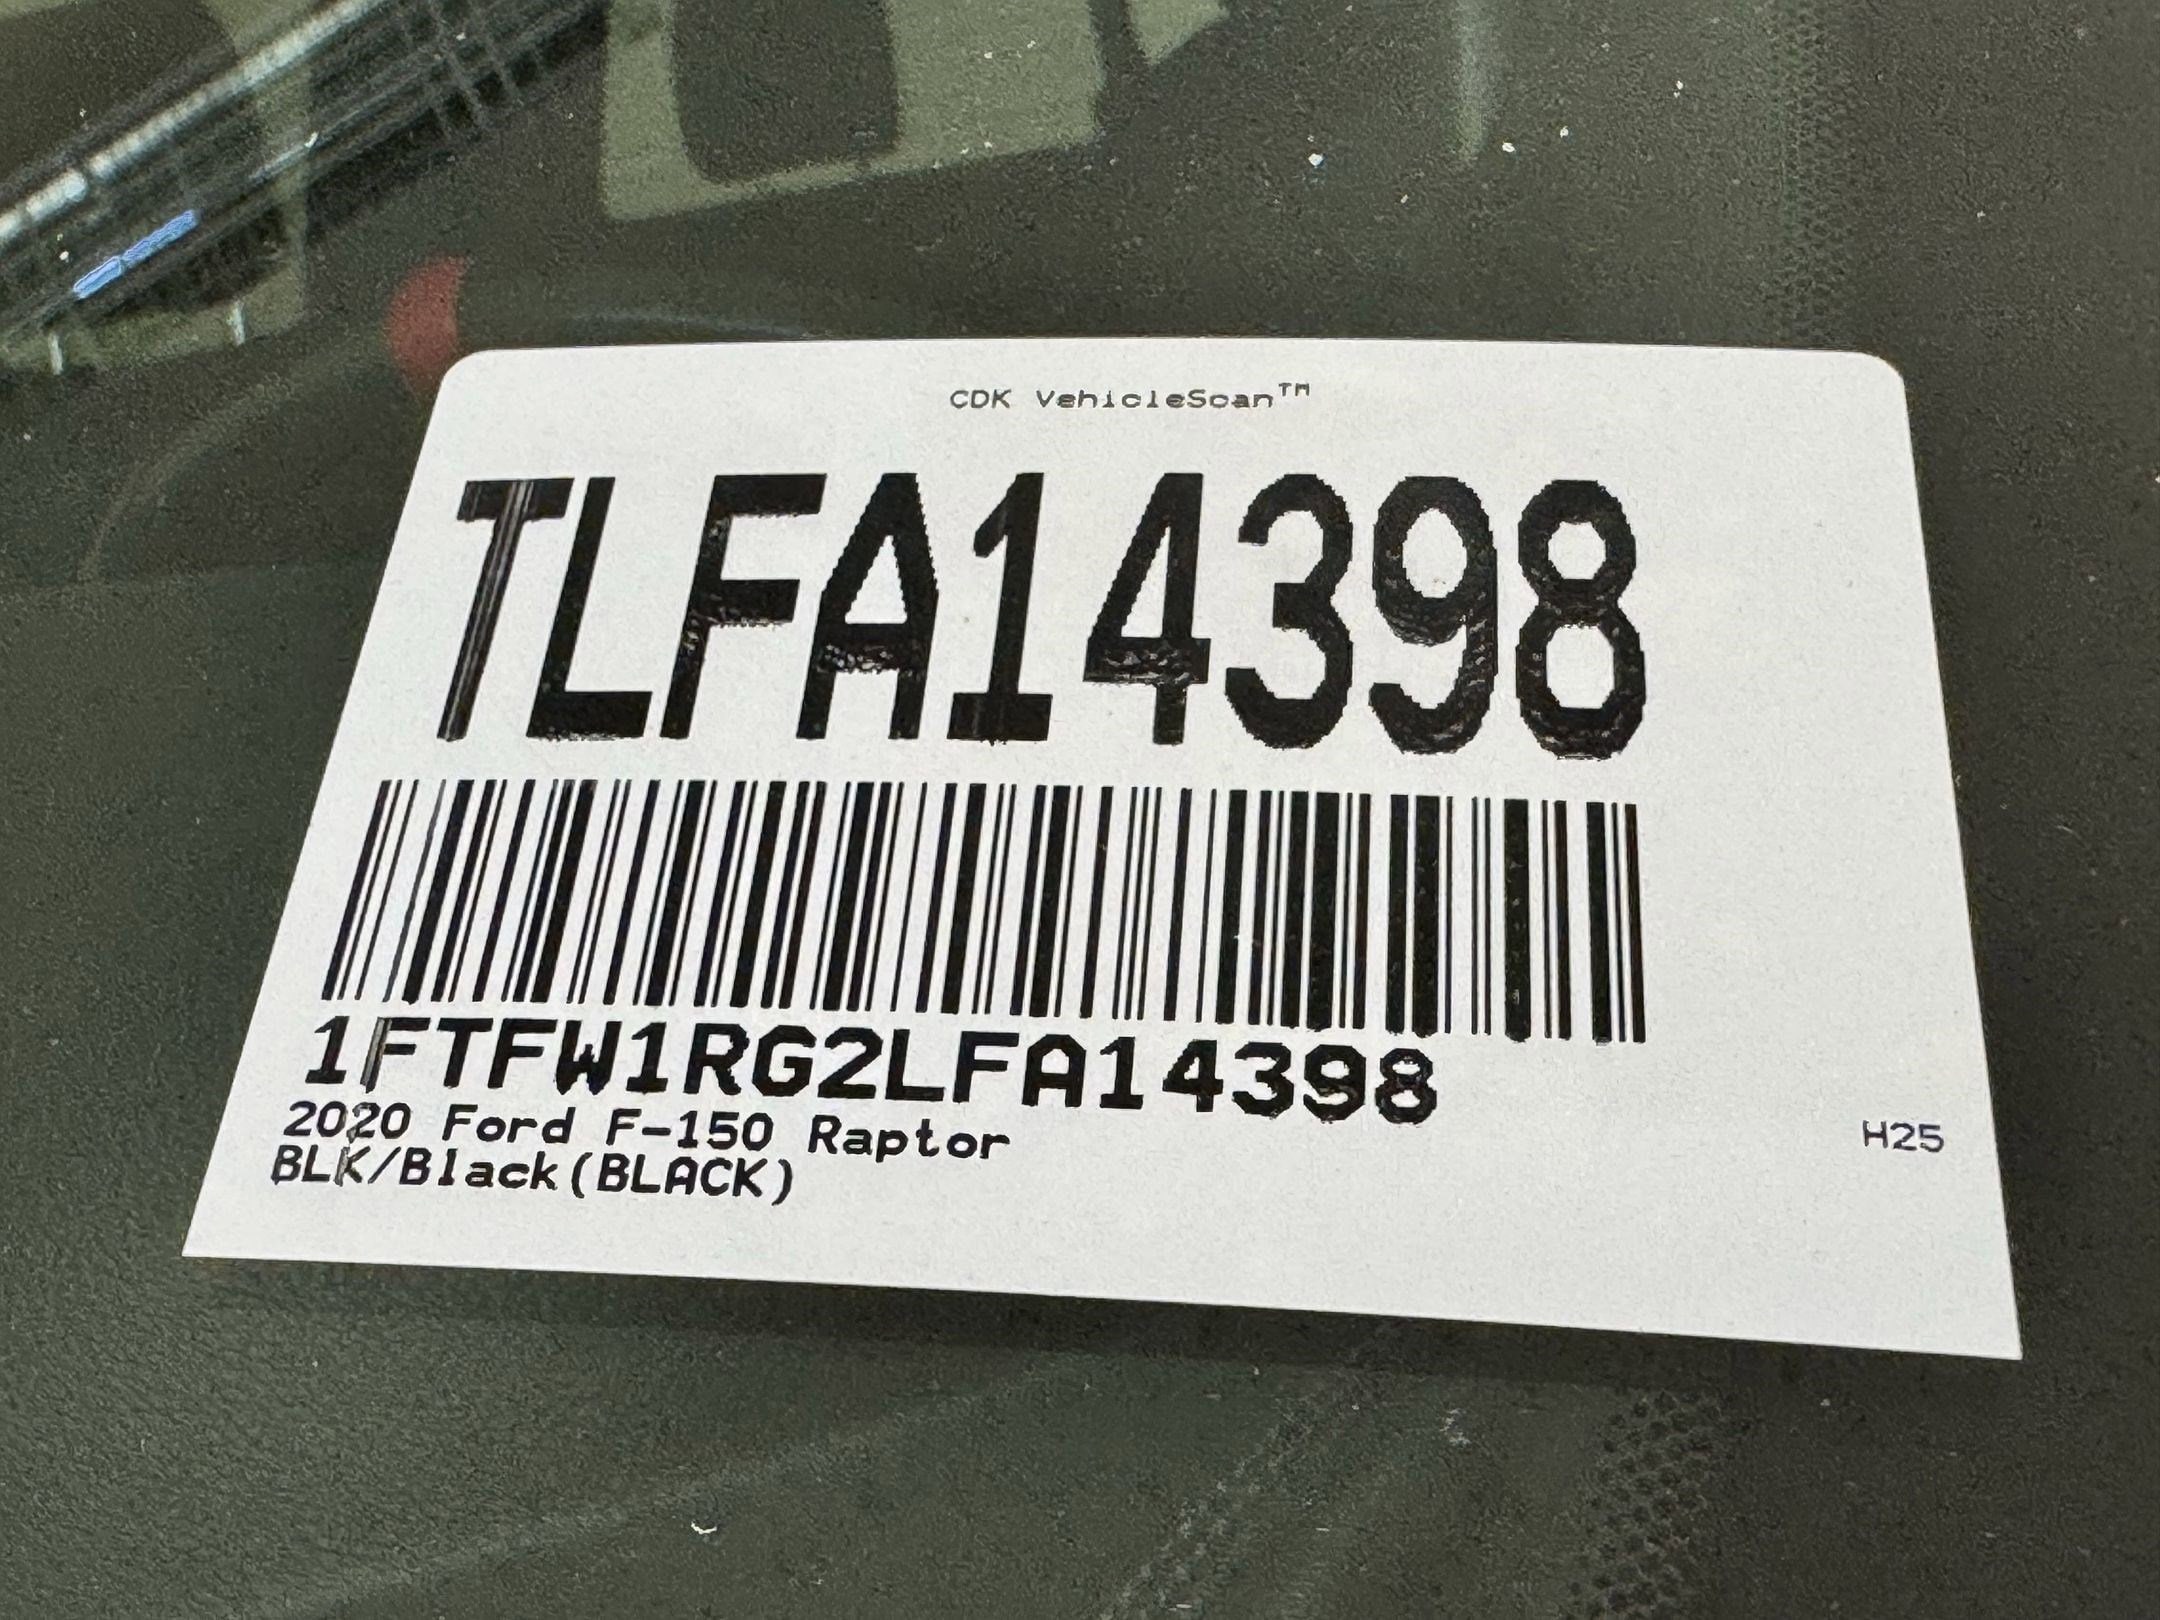 CDK VehicleScan™
TLFA14398
1FTFW1RG2LFA14398
2020 Ford F-150 Raptor
BLK/Black(BLACK)
H25